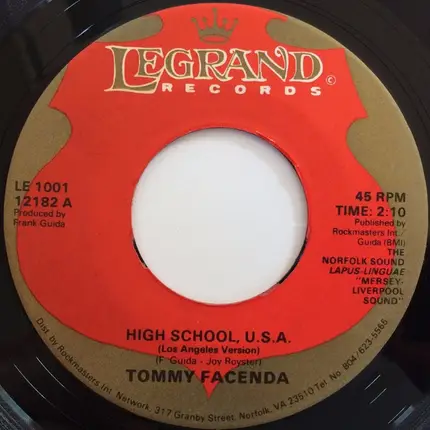 LEGRAND ©
RECORDS
LE 1001
12182 A
Produced by
Frank Guida
45 RPM
TIME: 2:10
Published by
Rockmasters Int./
Guida (BMI)
THE
NORFOLK SOUND
LAPUS-LINGUAE
"MERSEY-
LIVERPOOL
SOUND"
HIGH SCHOOL, U.S.A.
(Los Angeles Version)
(F. Guida - Joy Royster)
TOMMY FACENDA
Dist by Rockmasters Int. Network, 317 Granby Street, Norfolk, VA 23510 Tel. No 804/623-5566